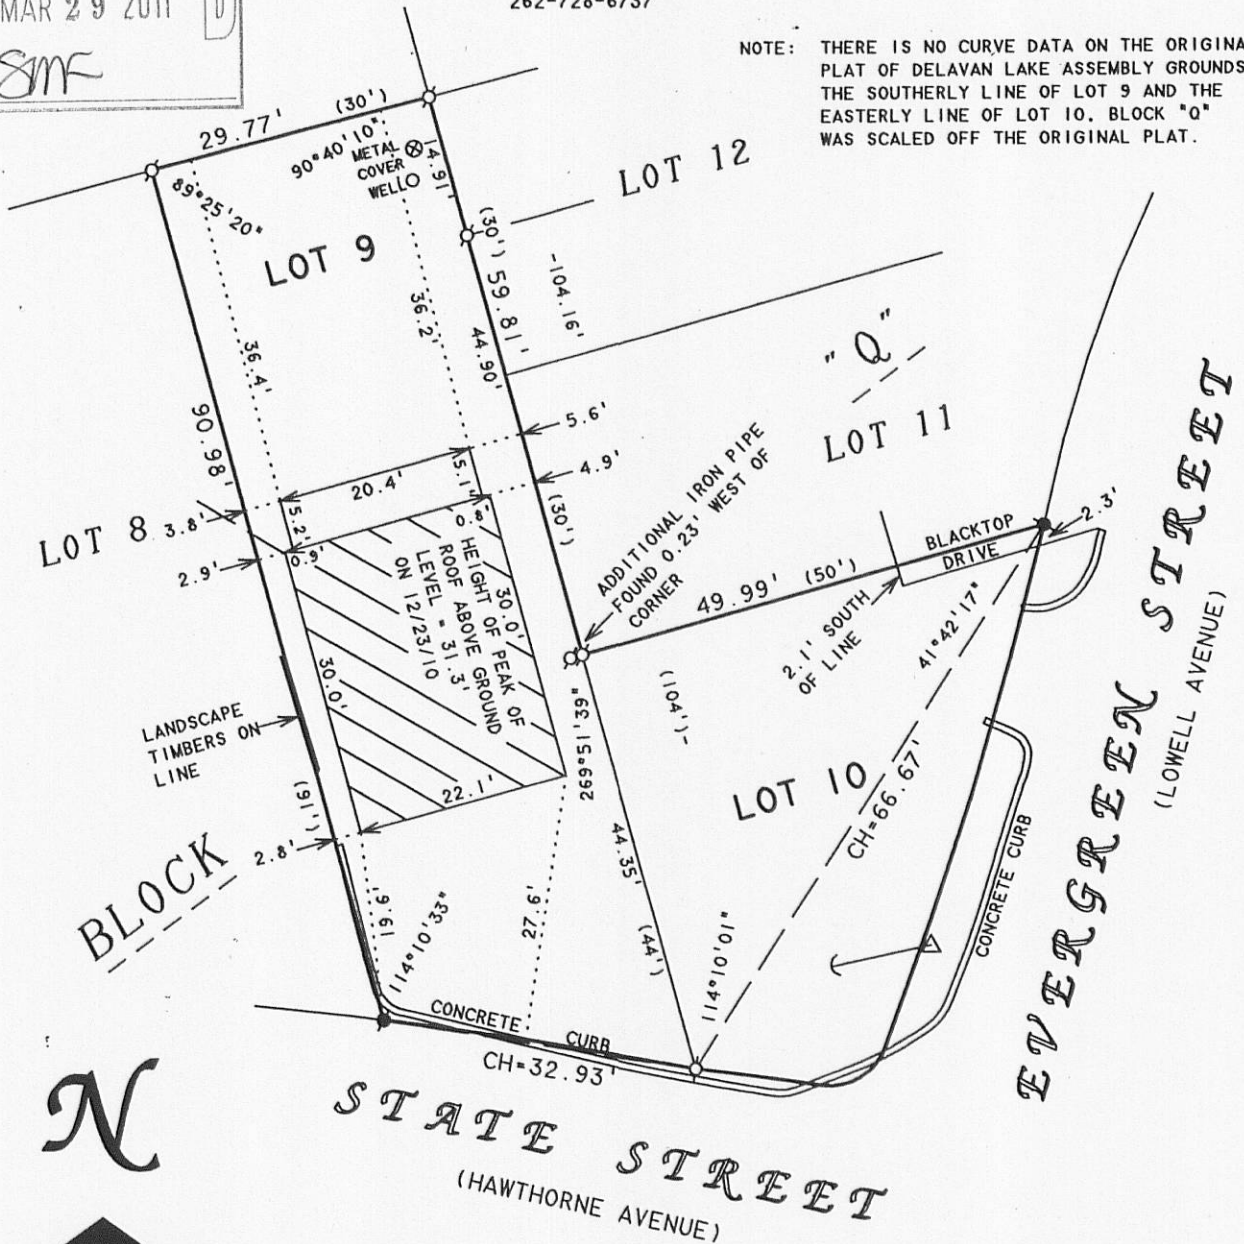 MAR 29 2011
262-728-6737
NOTE: THERE IS NO CURVE DATA ON THE ORIGINA
PLAT OF DELAVAN LAKE ASSEMBLY GROUNDS
THE SOUTHERLY LINE OF LOT 9 AND THE
EASTERLY LINE OF LOT 10, BLOCK "Q"
WAS SCALED OFF THE ORIGINAL PLAT.
29.77' (30')
90°40'10"
89°25'20"
METAL
COVER
WELL
14.91'
LOT 12
LOT 9
(30')
59.81'
-104.16'
36.2'
44.90'
36.4'
90.98'
"Q"
5.6'
4.9'
LOT 11
20.4'
5.1'
5.2'
0.8'
0.9'
(30')
LOT 8
3.8'
2.9'
ADDITIONAL IRON PIPE
FOUND 0.23' WEST OF
CORNER
BLACKTOP
DRIVE
2.3'
49.99' (50')
2.1' SOUTH
OF LINE
41°42'17"
HEIGHT OF PEAK OF
ROOF ABOVE GROUND
LEVEL = 31.3'
ON 12/23/10
30.0'
30.0'
LANDSCAPE
TIMBERS ON
LINE
(91')
269°51'39"
(104')-
22.1'
LOT 10
CH=66.67'
44.35'
(44')
2.8'
BLOCK
19.6'
114°10'33"
27.6'
114°10'01"
CONCRETE CURB
CONCRETE CURB
CH=32.93'
EVERGREEN STREET
(LOWELL AVENUE)
N
STATE STREET
(HAWTHORNE AVENUE)